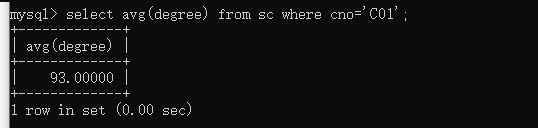 mysql> select avg(degree) from sc where cno='C01';
+-------------+
| avg(degree) |
+-------------+
|    93.00000 |
+-------------+
1 row in set (0.00 sec)